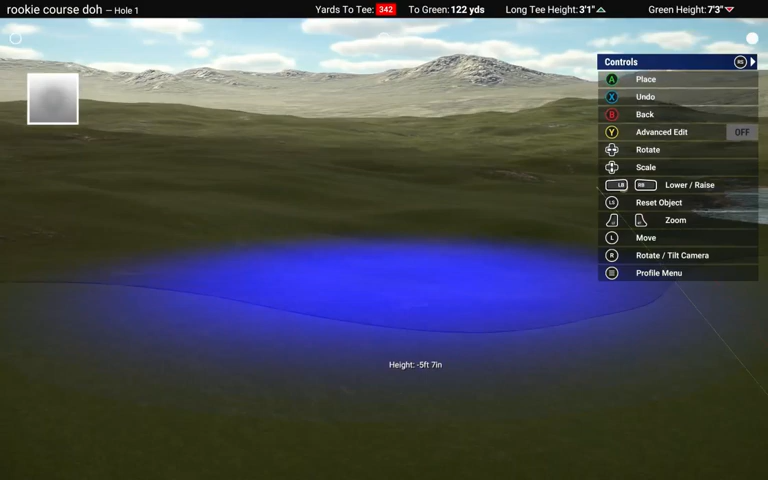 rookie course doh — Hole 1
Yards To Tee: 342 To Green: 122 yds Long Tee Height: 3'1" Green Height: 7'3"
Controls RS
A Place
X Undo
B Back
Y Advanced Edit OFF
Rotate
Scale
LB RB Lower / Raise
LS Reset Object
Zoom
L Move
R Rotate / Tilt Camera
Profile Menu
Height: -5ft 7in